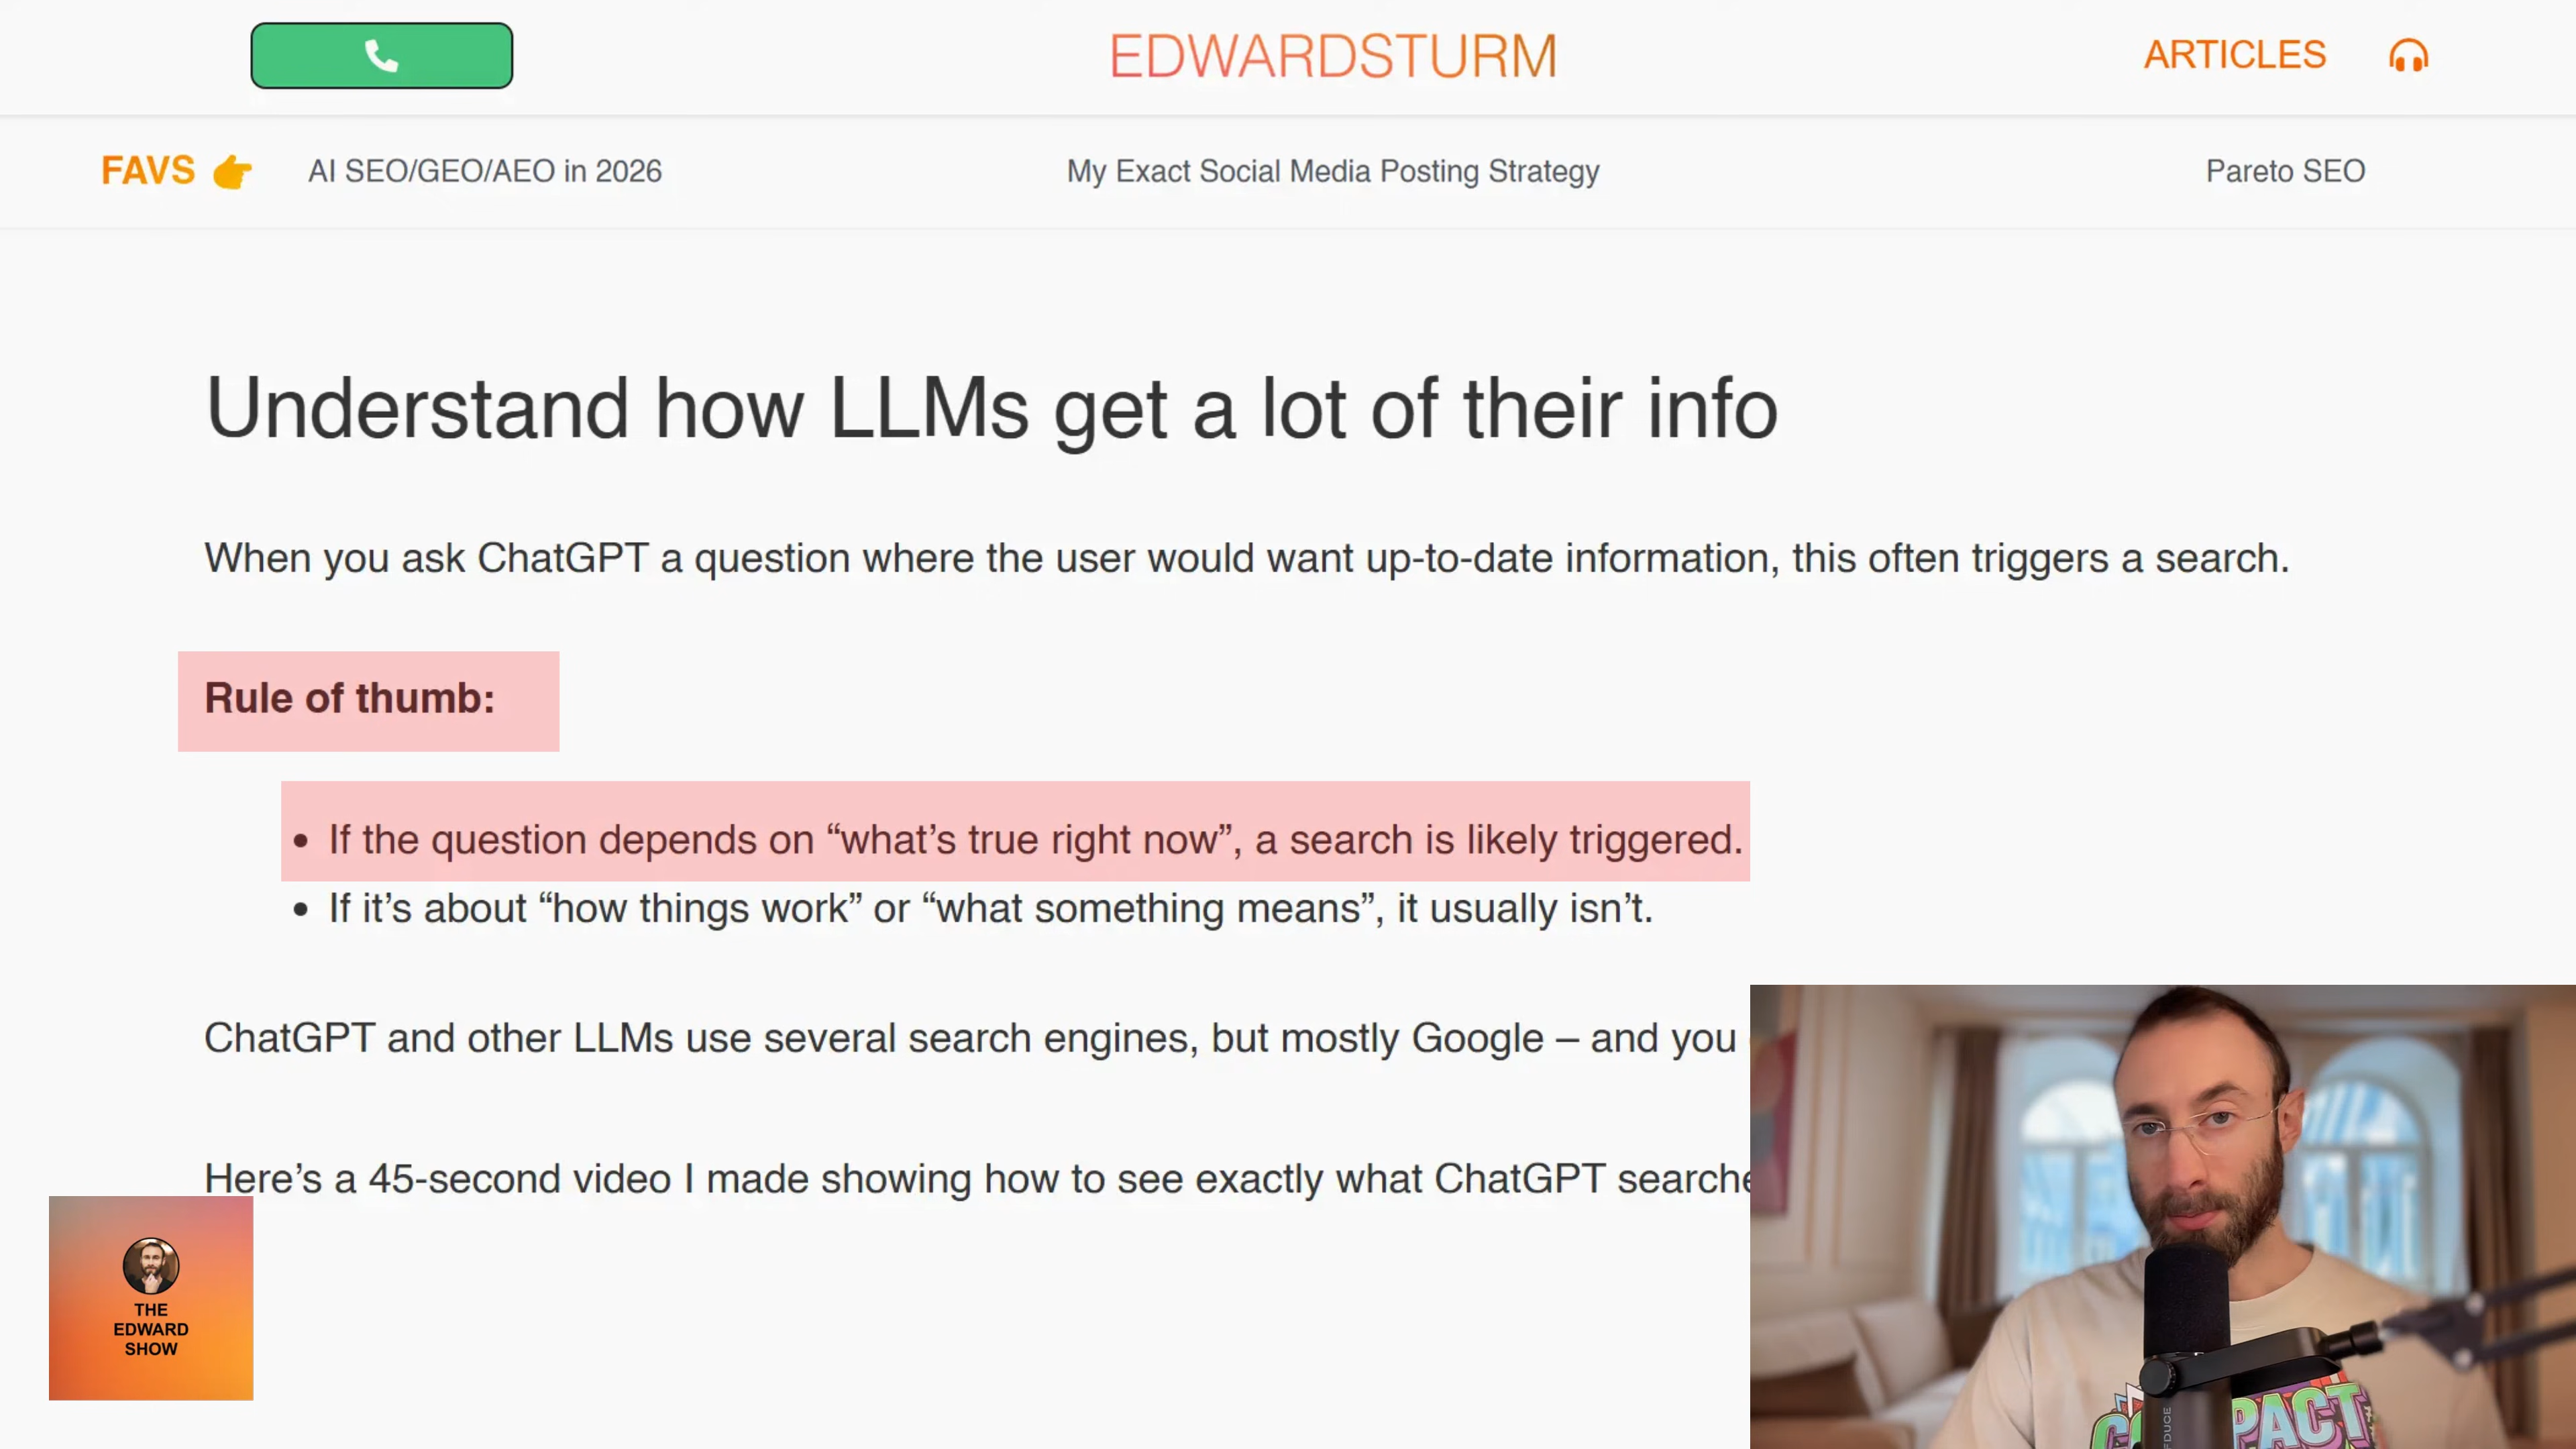 EDWARDSTURM
ARTICLES
FAVS 👉 AI SEO/GEO/AEO in 2026 My Exact Social Media Posting Strategy Pareto SEO
Understand how LLMs get a lot of their info
When you ask ChatGPT a question where the user would want up-to-date information, this often triggers a search.
Rule of thumb:
• If the question depends on “what’s true right now”, a search is likely triggered.
• If it’s about “how things work” or “what something means”, it usually isn’t.
ChatGPT and other LLMs use several search engines, but mostly Google – and you
Here’s a 45-second video I made showing how to see exactly what ChatGPT searche
THE
EDWARD
SHOW